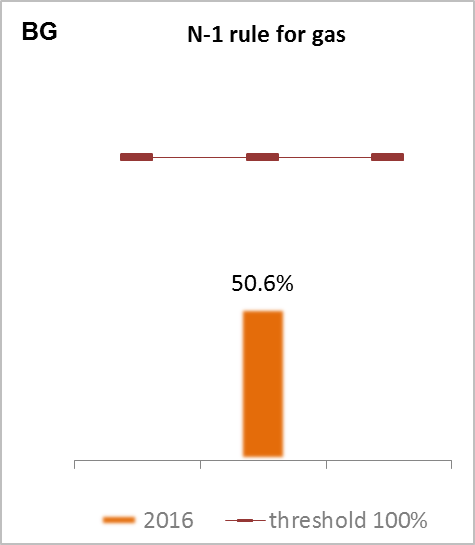 BG
N-1 rule for gas
50.6%
2016
threshold 100%